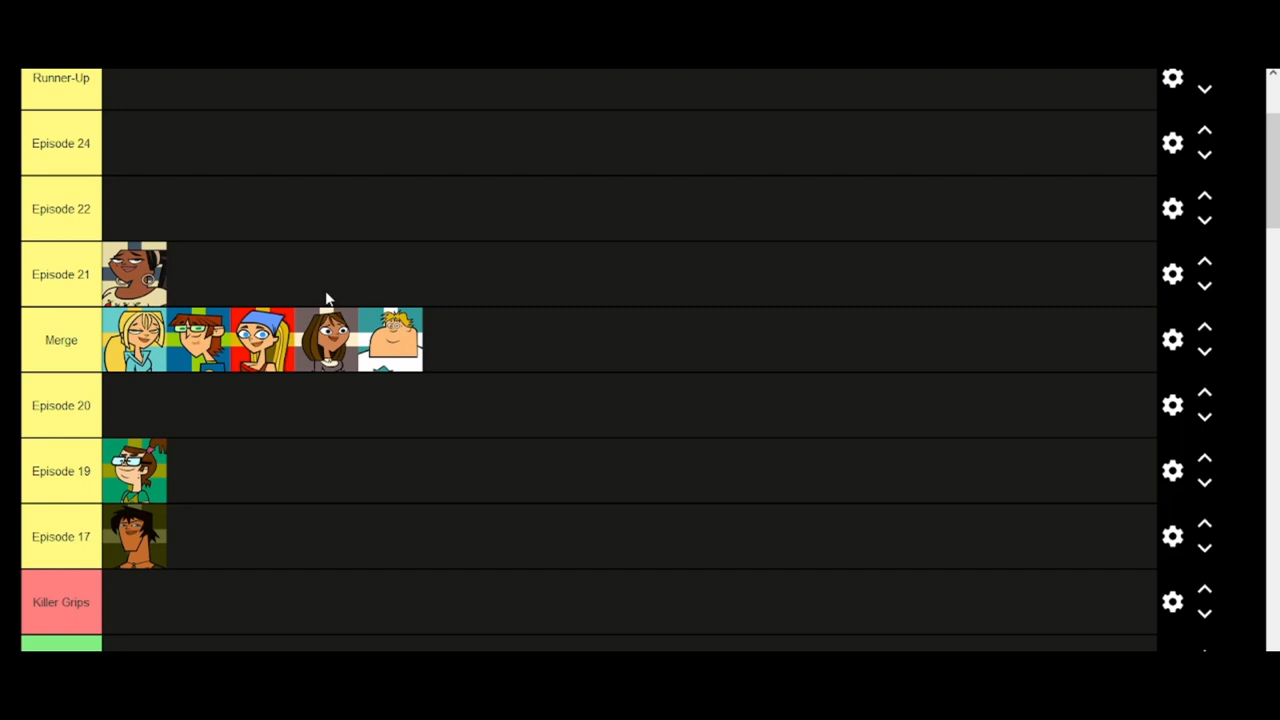 Runner-Up
Episode 24
Episode 22
Episode 21
Merge
Episode 20
Episode 19
Episode 17
Killer Grips